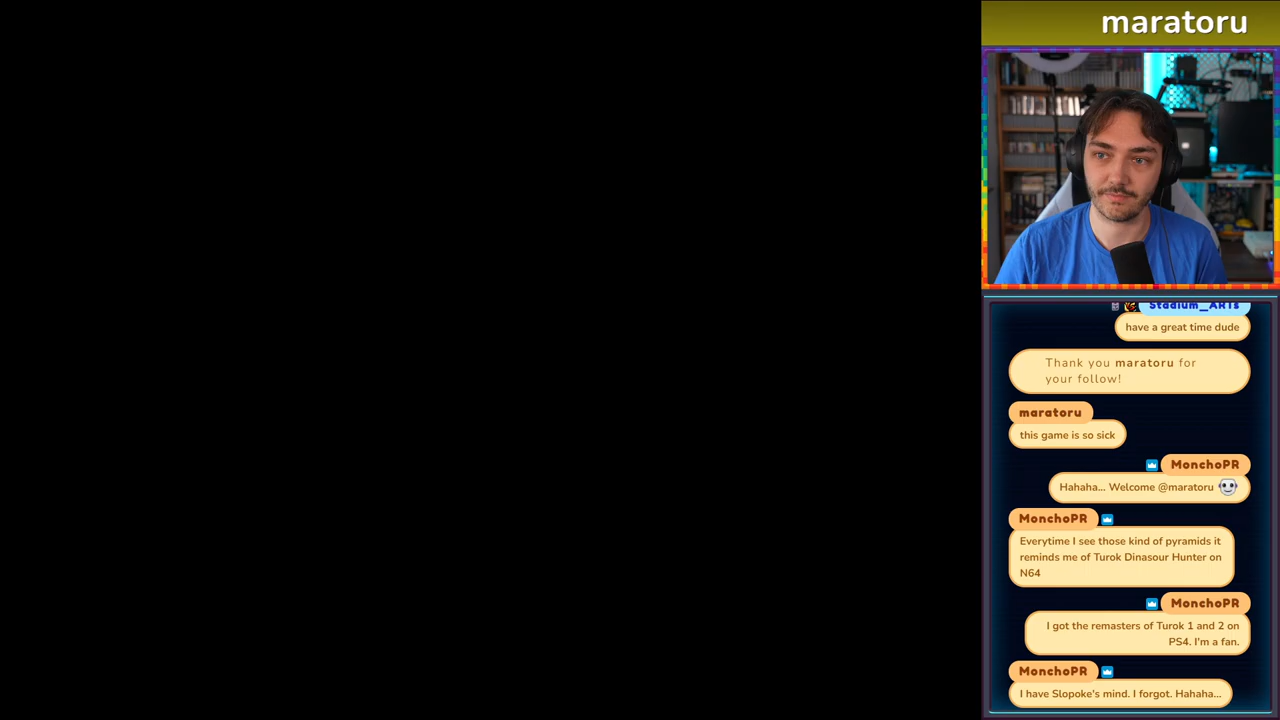 maratoru
Stadium_ARTs
have a great time dude
Thank you maratoru for
your follow!
maratoru
this game is so sick
MonchoPR
Hahaha... Welcome @maratoru
MonchoPR
Everytime I see those kind of pyramids it
reminds me of Turok Dinasour Hunter on
N64
MonchoPR
I got the remasters of Turok 1 and 2 on
PS4. I'm a fan.
MonchoPR
I have Slopoke's mind. I forgot. Hahaha...